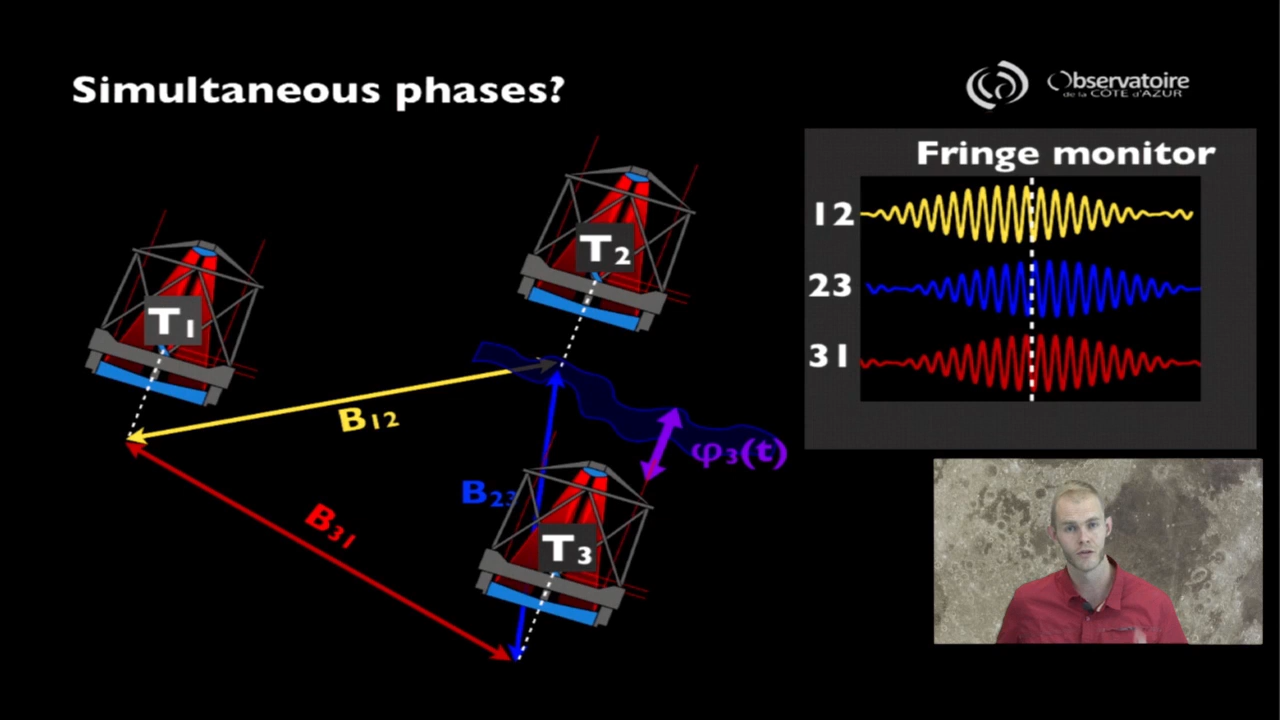 Simultaneous phases?
Observatoire
de la CÔTE d'AZUR
Fringe monitor
12
23
31
T1
T2
T3
B12
B23
B31
φ3(t)